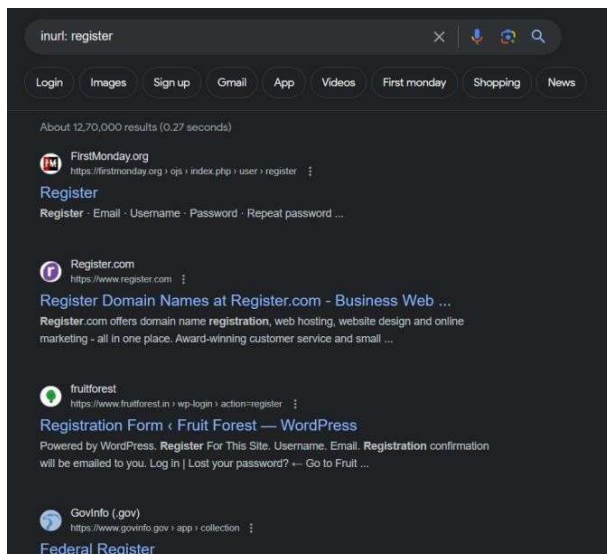 inurl: register
Login Images Sign up Gmail App Videos First monday Shopping News
About 12,70,000 results (0.27 seconds)
FM
FirstMonday.org
https://firstmonday.org › ojs › index.php › user › register
Register
Register · Email · Username · Password · Repeat password ...
r
Register.com
https://www.register.com
Register Domain Names at Register.com - Business Web ...
Register.com offers domain name registration, web hosting, website design and online
marketing - all in one place. Award-winning customer service and small ...
fruitforest
https://www.fruitforest.in › wp-login › action=register
Registration Form ‹ Fruit Forest — WordPress
Powered by WordPress. Register For This Site. Username. Email. Registration confirmation
will be emailed to you. Log in | Lost your password? ← Go to Fruit ...
GovInfo (.gov)
https://www.govinfo.gov › app › collection
Federal Register